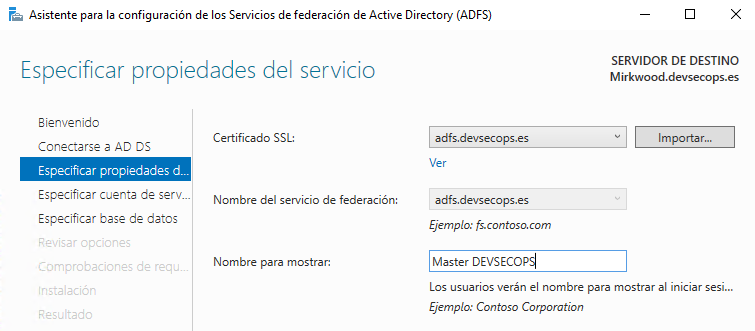 Asistente para la configuración de los Servicios de federación de Active Directory (ADFS)
Especificar propiedades del servicio
SERVIDOR DE DESTINO
Mirkwood.devsecops.es
Bienvenido
Conectarse a AD DS
Especificar propiedades d...
Especificar cuenta de serv...
Especificar base de datos
Revisar opciones
Comprobaciones de requ...
Instalación
Resultado
Certificado SSL:
adfs.devsecops.es
Importar...
Ver
Nombre del servicio de federación:
adfs.devsecops.es
Ejemplo: fs.contoso.com
Nombre para mostrar:
Master DEVSECOPS
Los usuarios verán el nombre para mostrar al iniciar sesi...
Ejemplo: Contoso Corporation